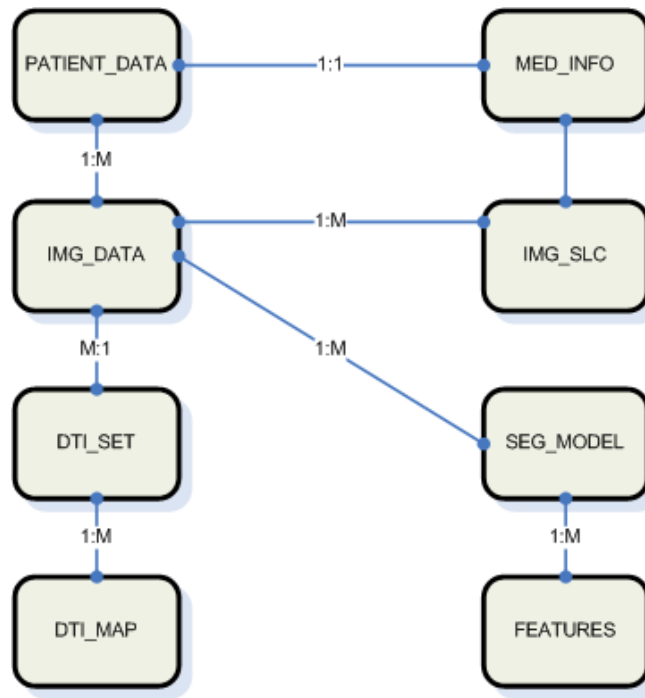 PATIENT_DATA
1:1
MED_INFO
1:M
IMG_DATA
1:M
IMG_SLC
M:1
1:M
DTI_SET
SEG_MODEL
1:M
1:M
DTI_MAP
FEATURES